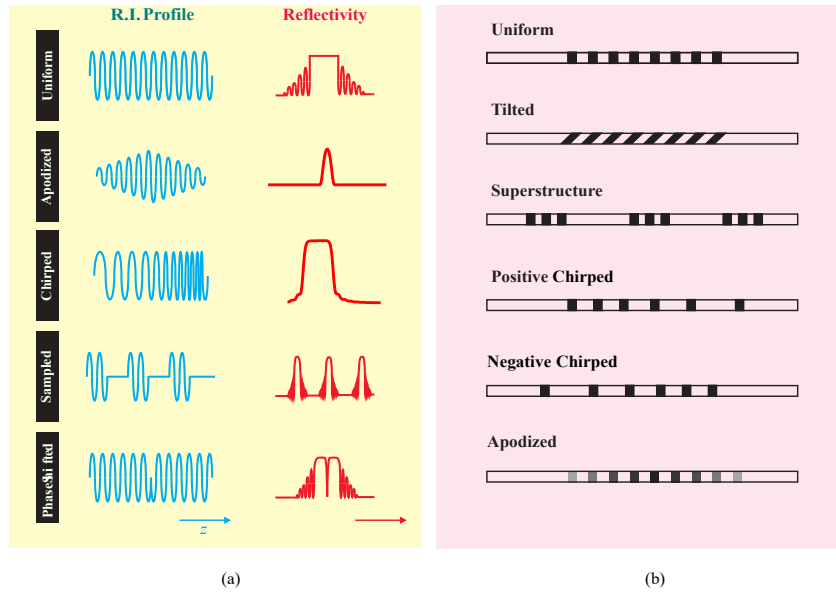 R.I. Profile
Reflectivity
Uniform
Apodized
Chirped
Sampled
PhaseShifted
z
(a)
Uniform
Tilted
Superstructure
Positive Chirped
Negative Chirped
Apodized
(b)